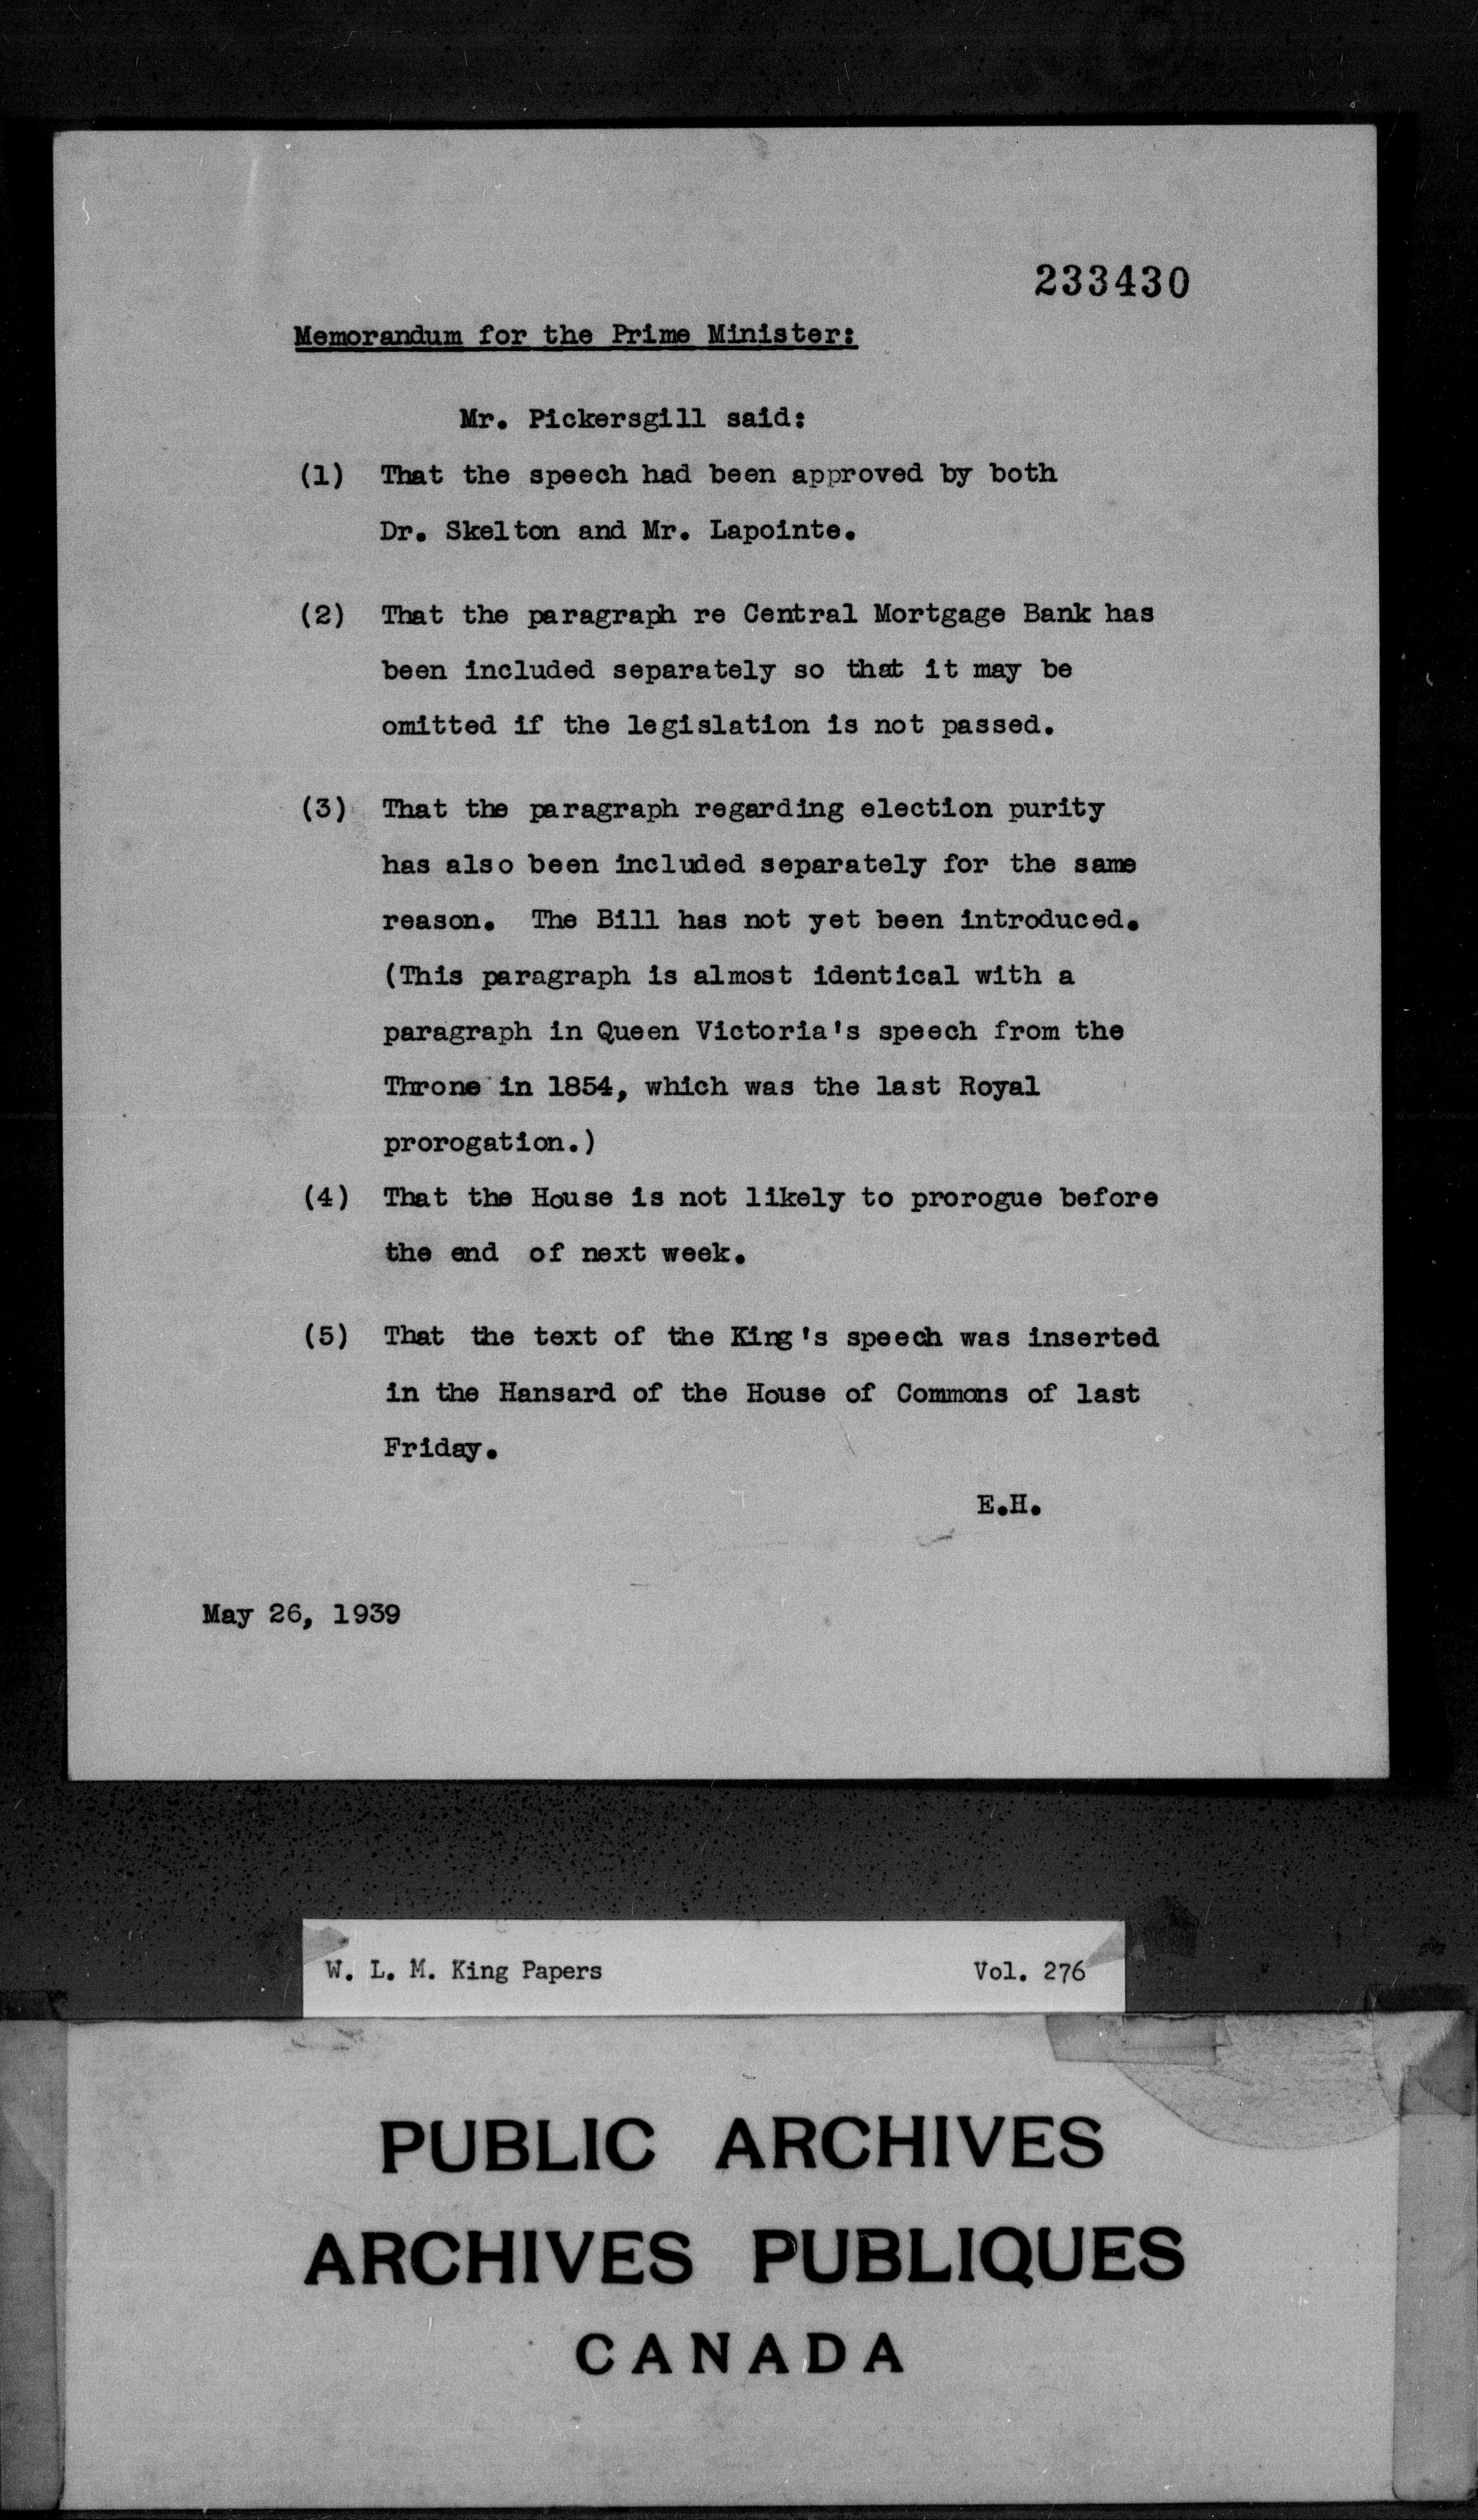 233430
Memorandum for the Prime Minister:
Mr. Pickersgill said:
(1) That the speech had been approved by both
Dr. Skelton and Mr. Lapointe.
(2) That the paragraph re Central Mortgage Bank has
been included separately so that it may be
omitted if the legislation is not passed.
(3) That the paragraph regarding election purity
has also been included separately for the same
reason. The Bill has not yet been introduced.
(This paragraph is almost identical with a
paragraph in Queen Victoria's speech from the
Throne in 1854, which was the last Royal
prorogation.)
(4) That the House is not likely to prorogue before
the end of next week.
(5) That the text of the King's speech was inserted
in the Hansard of the House of Commons of last
Friday.
E.H.
May 26, 1939
W. L. M. King Papers Vol. 276
PUBLIC ARCHIVES
ARCHIVES PUBLIQUES
CANADA